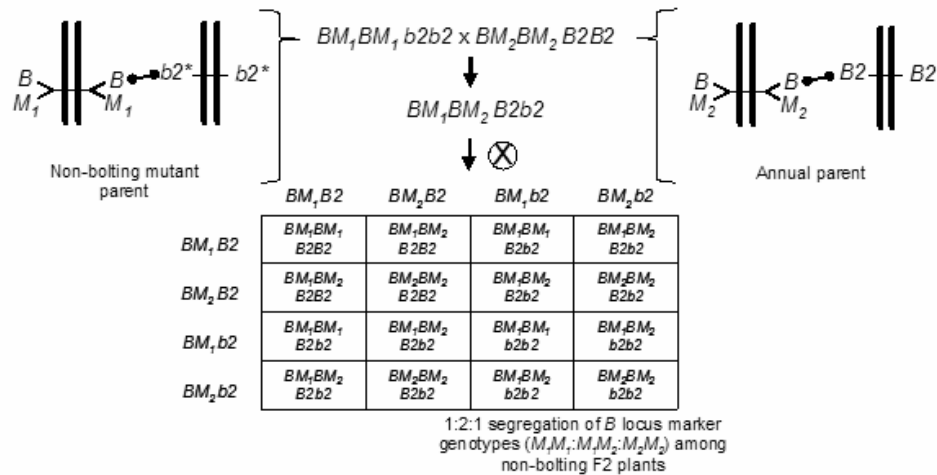 BM₁BM₁ b2b2 x BM₂BM₂ B2B2
B B b2* b2*
M₁ M₁
Non-bolting mutant
parent
BM₁BM₂ B2b2
B B B2 B2
M₂ M₂
Annual parent
BM₁B2 BM₂B2 BM₁b2 BM₂b2
BM₁B2
BM₁BM₁ BM₁BM₂ BM₁BM₁ BM₁BM₂
B2B2 B2B2 B2b2 B2b2
BM₂B2
BM₁BM₂ BM₂BM₂ BM₁BM₂ BM₂BM₂
B2B2 B2B2 B2b2 B2b2
BM₁b2
BM₁BM₁ BM₁BM₂ BM₁BM₁ BM₁BM₂
B2b2 B2b2 b2b2 b2b2
BM₂b2
BM₁BM₂ BM₂BM₂ BM₁BM₂ BM₂BM₂
B2b2 B2b2 b2b2 b2b2
1:2:1 segregation of B locus marker
genotypes (M₁M₁:M₁M₂:M₂M₂) among
non-bolting F2 plants